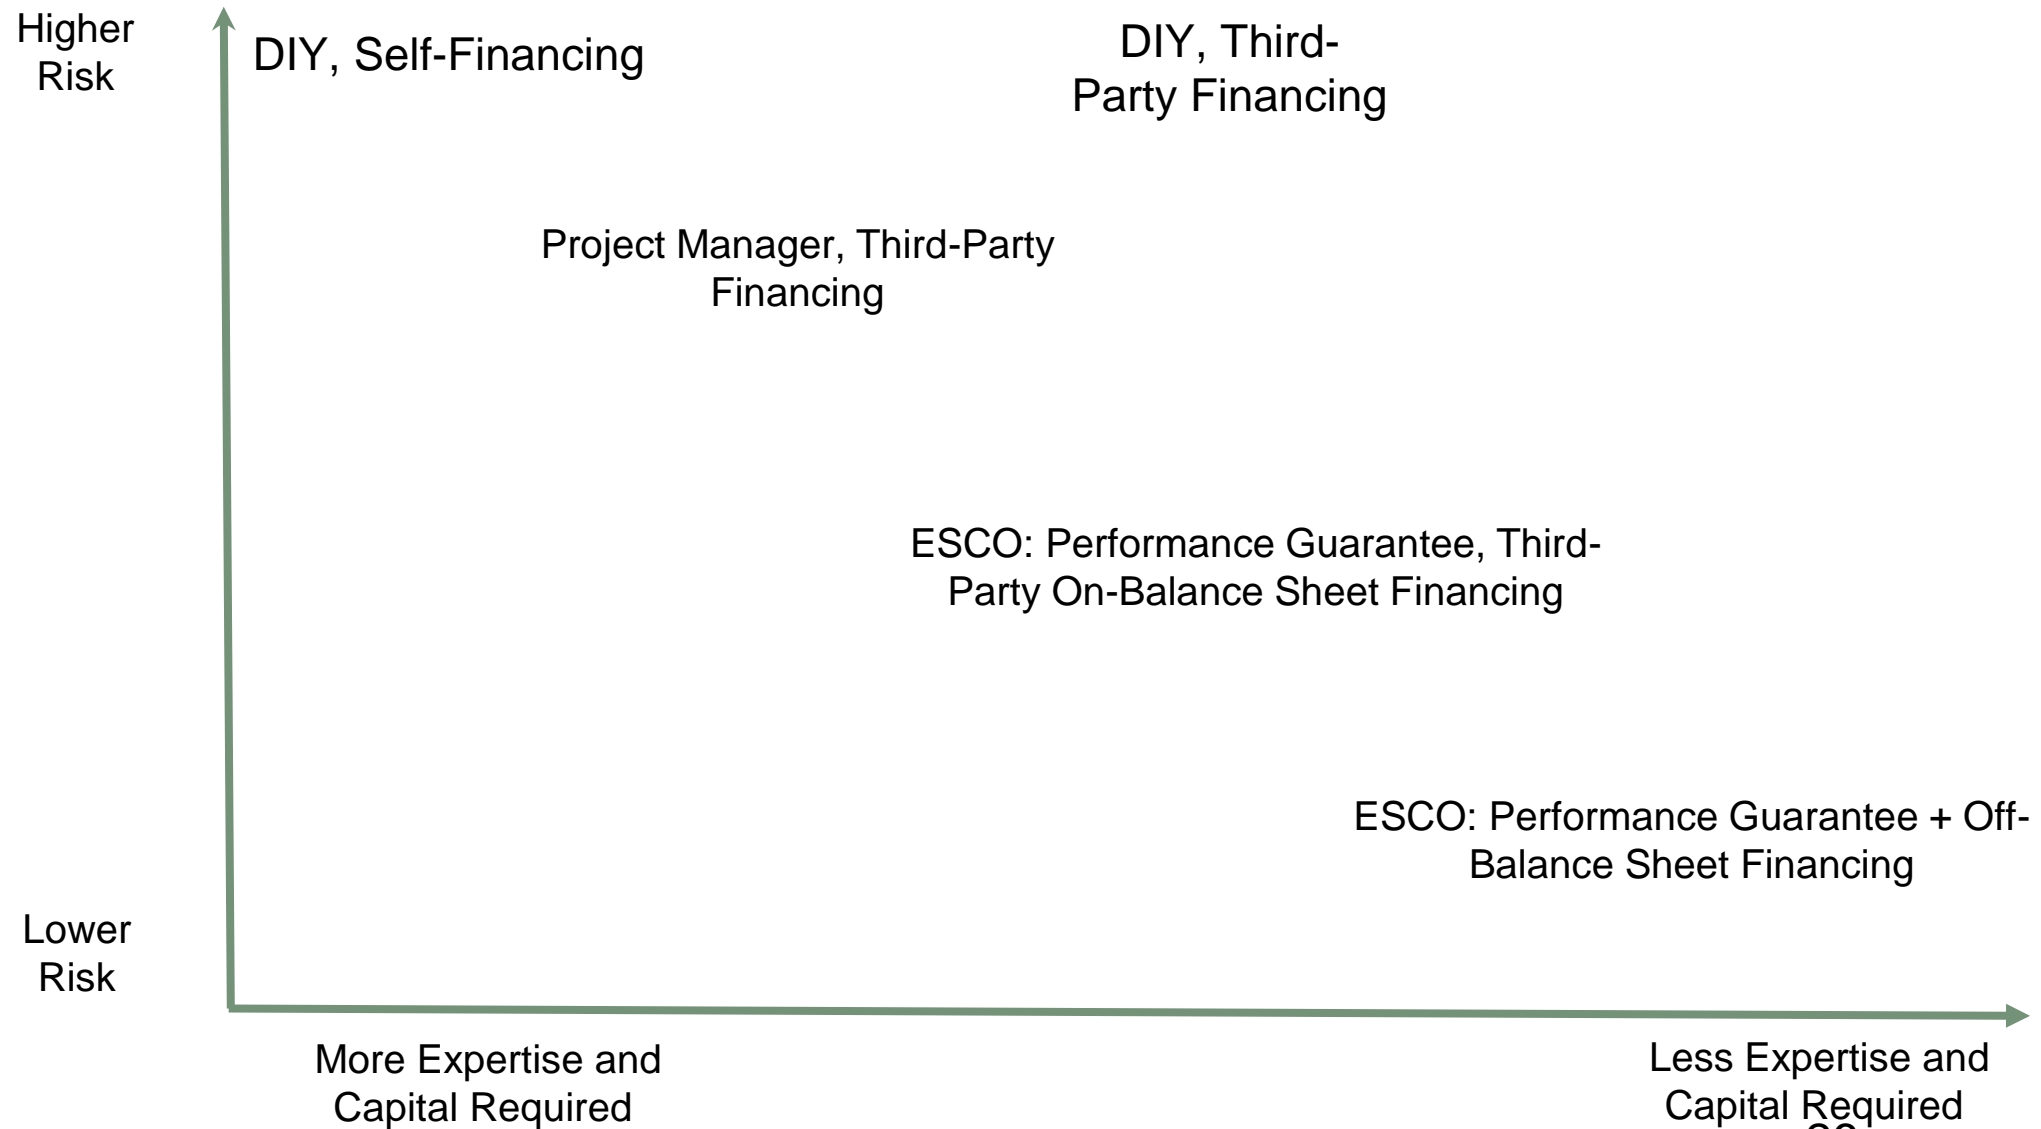 Higher
Risk
DIY, Self-Financing
DIY, Third-
Party Financing
Project Manager, Third-Party
Financing
ESCO: Performance Guarantee, Third-
Party On-Balance Sheet Financing
ESCO: Performance Guarantee + Off-
Balance Sheet Financing
Lower
Risk
More Expertise and
Capital Required
Less Expertise and
Capital Required